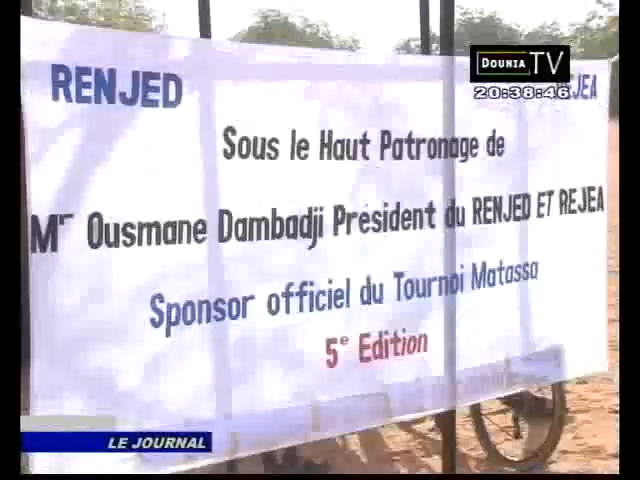 DOUNIA TV
20:38:46
RENJED
REJEA
Sous le Haut Patronage de
Mr Ousmane Dambadji Président du RENJED ET REJEA
Sponsor officiel du Tournoi Matassa
5e Edition
LE JOURNAL